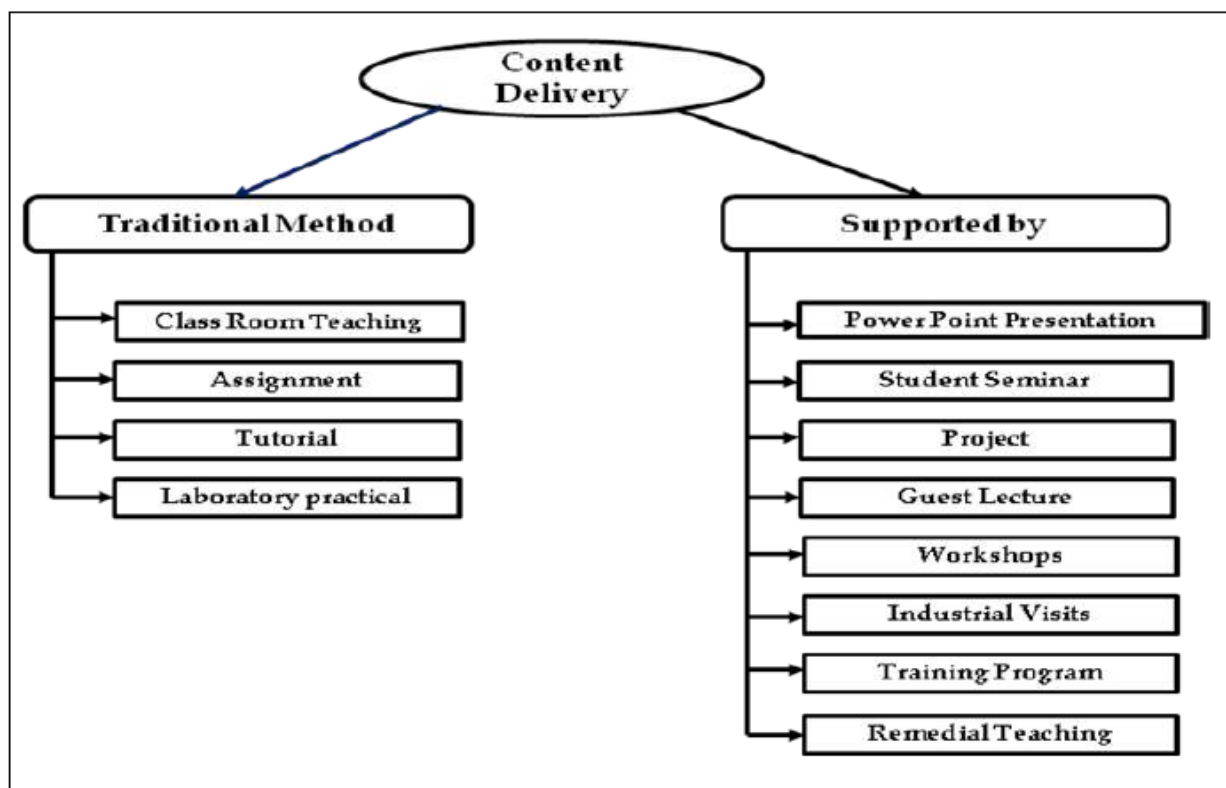 Content
Delivery
Traditional Method
Class Room Teaching
Assignment
Tutorial
Laboratory practical
Supported by
Power Point Presentation
Student Seminar
Project
Guest Lecture
Workshops
Industrial Visits
Training Program
Remedial Teaching